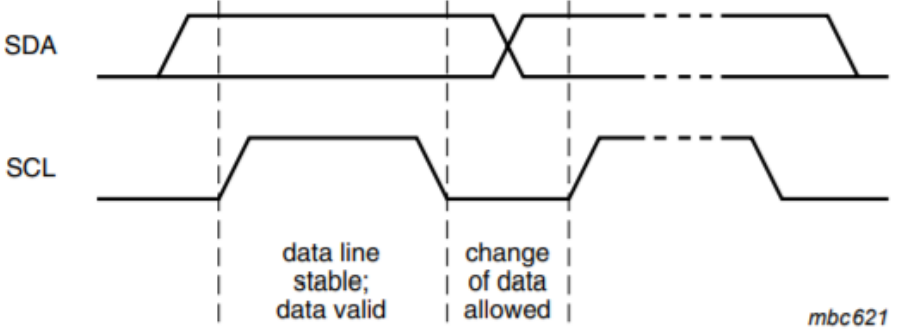 SDA
SCL
data line
stable;
data valid
change
of data
allowed
mbc621